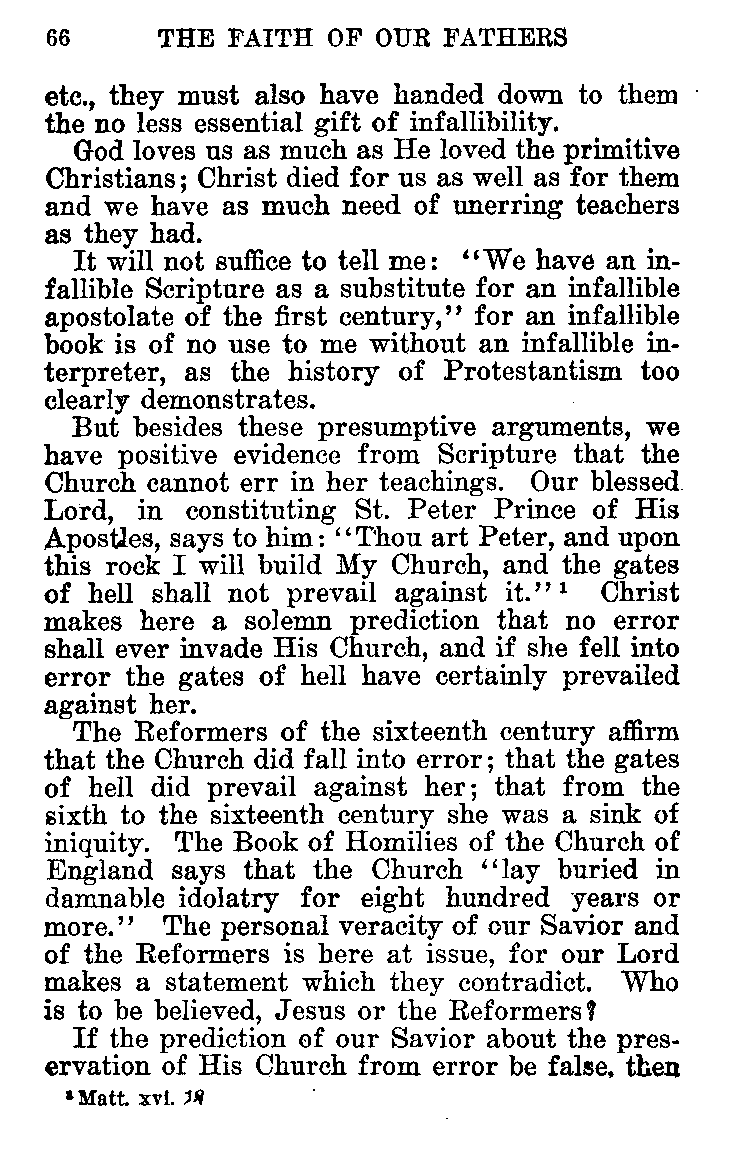 66 THE FAITH OF OUR FATHERS
etc., they must also have handed down to them
the no less essential gift of infallibility.
God loves us as much as He loved the primitive
Christians; Christ died for us as well as for them
and we have as much need of unerring teachers
as they had.
It will not suffice to tell me: "We have an in-
fallible Scripture as a substitute for an infallible
apostolate of the first century," for an infallible
book is of no use to me without an infallible in-
terpreter, as the history of Protestantism too
clearly demonstrates.
But besides these presumptive arguments, we
have positive evidence from Scripture that the
Church cannot err in her teachings. Our blessed
Lord, in constituting St. Peter Prince of His
Apostles, says to him: "Thou art Peter, and upon
this rock I will build My Church, and the gates
of hell shall not prevail against it."¹ Christ
makes here a solemn prediction that no error
shall ever invade His Church, and if she fell into
error the gates of hell have certainly prevailed
against her.
The Reformers of the sixteenth century affirm
that the Church did fall into error; that the gates
of hell did prevail against her; that from the
sixth to the sixteenth century she was a sink of
iniquity. The Book of Homilies of the Church of
England says that the Church "lay buried in
damnable idolatry for eight hundred years or
more." The personal veracity of our Savior and
of the Reformers is here at issue, for our Lord
makes a statement which they contradict. Who
is to be believed, Jesus or the Reformers?
If the prediction of our Savior about the pres-
ervation of His Church from error be false, then
¹ Matt. xvi.